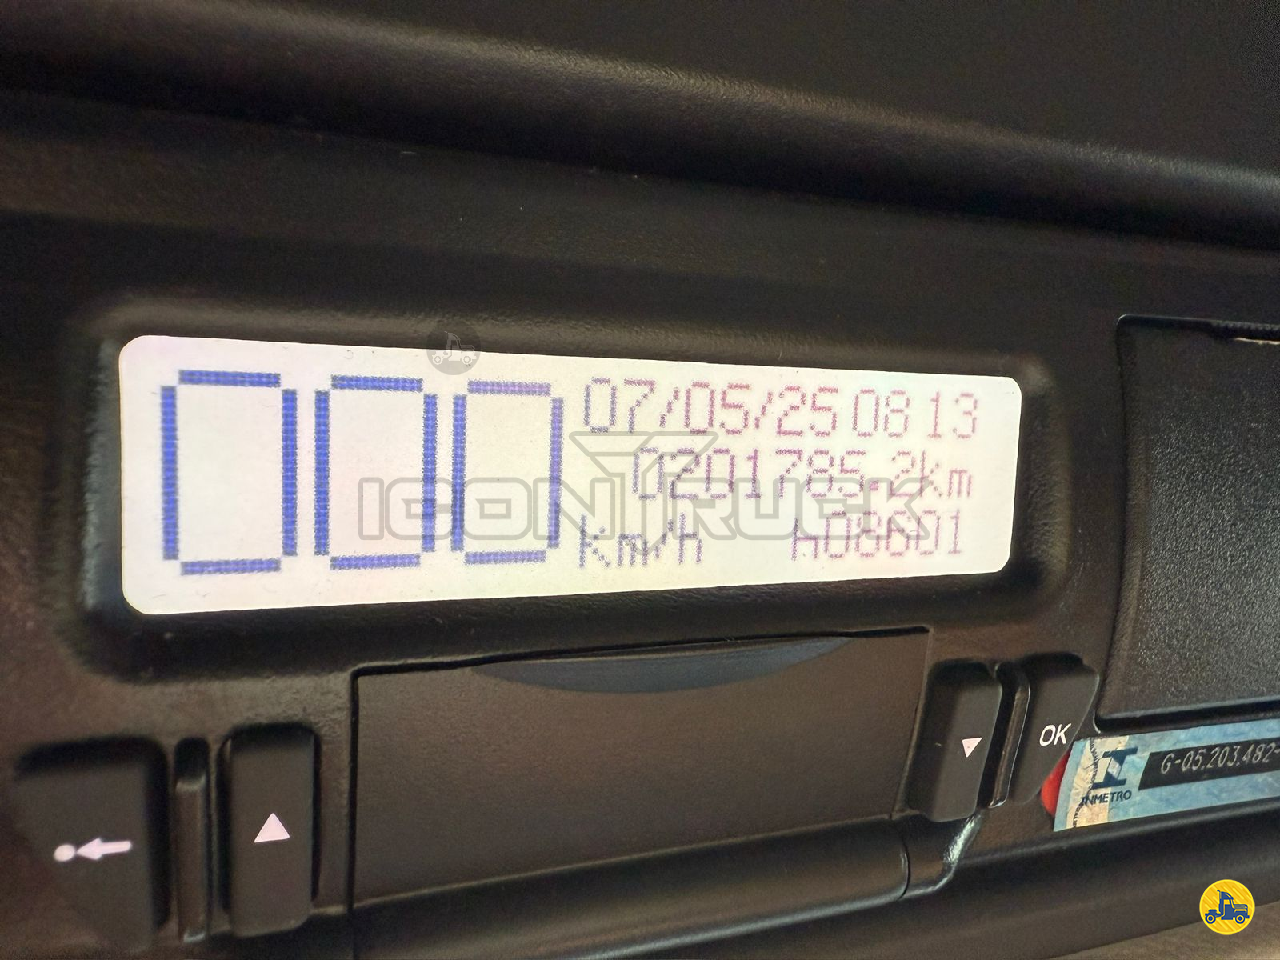 000
07/05/25 08 13
0201785.2km
km/h h08601
ICONTRUCK
OK
INMETRO
G-05.203.482-